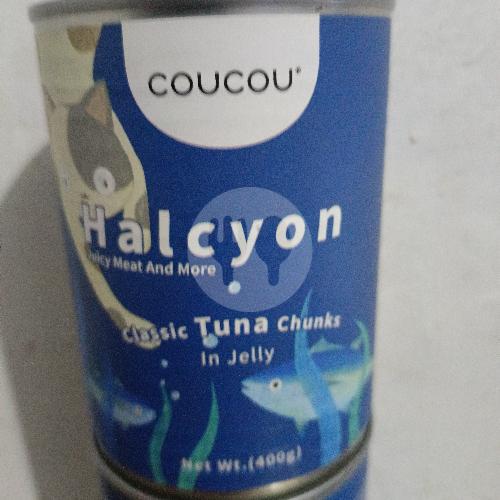 COUCOU
Halcyon
Juicy Meat And More
Classic Tuna Chunks
In Jelly
Net Wt.(400g)